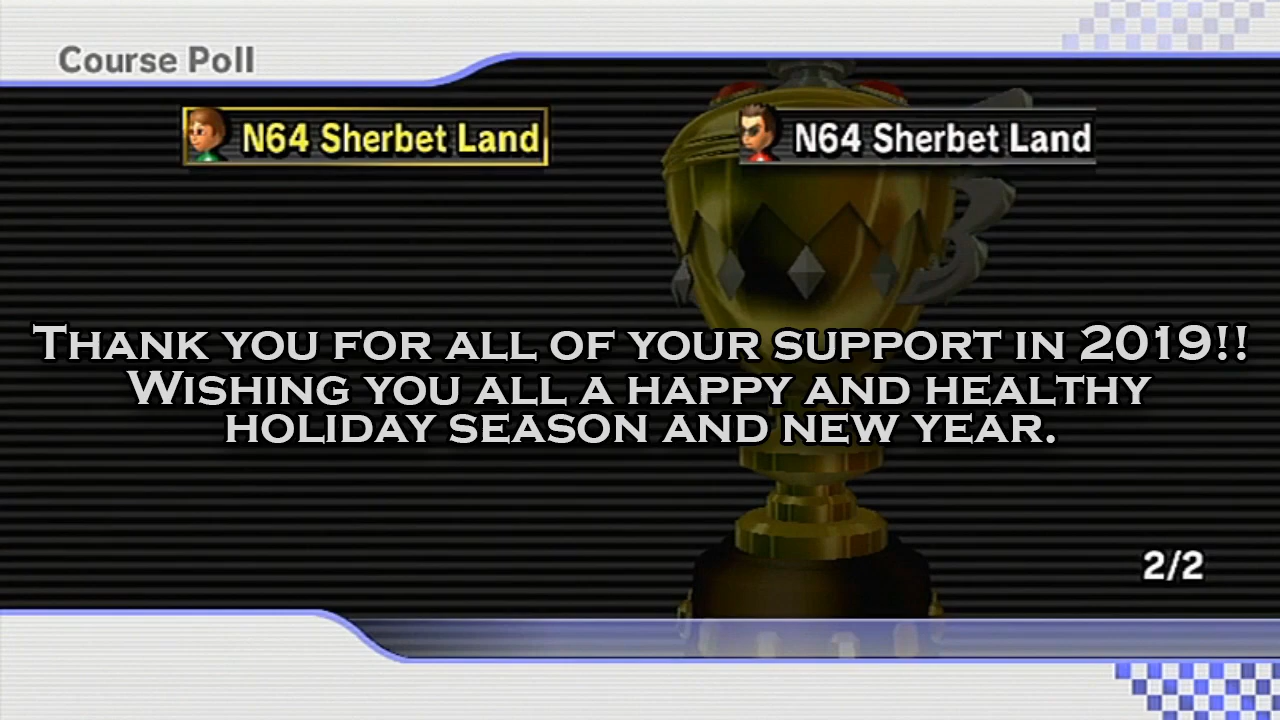 Course Poll
N64 Sherbet Land
N64 Sherbet Land
THANK YOU FOR ALL OF YOUR SUPPORT IN 2019!!
WISHING YOU ALL A HAPPY AND HEALTHY
HOLIDAY SEASON AND NEW YEAR.
2/2